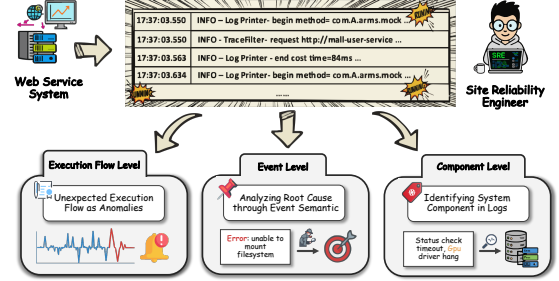 17:37:03.550 INFO – Log Printer- begin method= com.A.arms.mock ...
17:37:03.550 INFO - TraceFilter- request http://mall-user-service ...
17:37:03.550 INFO – Log Printer - end cost time=84ms ...
17:37:03.563
17:37:03.634 INFO – Log Printer- begin method= com.A.arms.mock ...
......
Web Service
System
SRE
Site Reliability
Engineer
Execution Flow Level
Unexpected Execution
Flow as Anomalies
Event Level
Analyzing Root Cause
through Event Semantic
Error: unable to
mount
filesystem
Component Level
Identifying System
Component in Logs
Status check
timeout, Gpu
driver hang